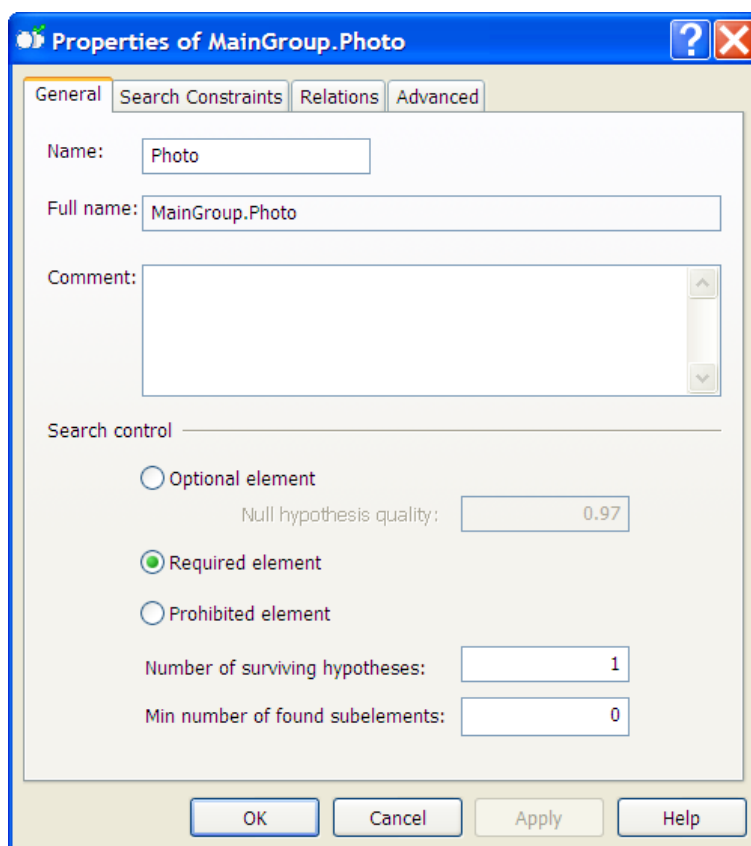 Properties of MainGroup.Photo
General Search Constraints Relations Advanced
Name: Photo
Full name: MainGroup.Photo
Comment:
Search control
Optional element
Null hypothesis quality: 0.97
Required element
Prohibited element
Number of surviving hypotheses: 1
Min number of found subelements: 0
OK Cancel Apply Help